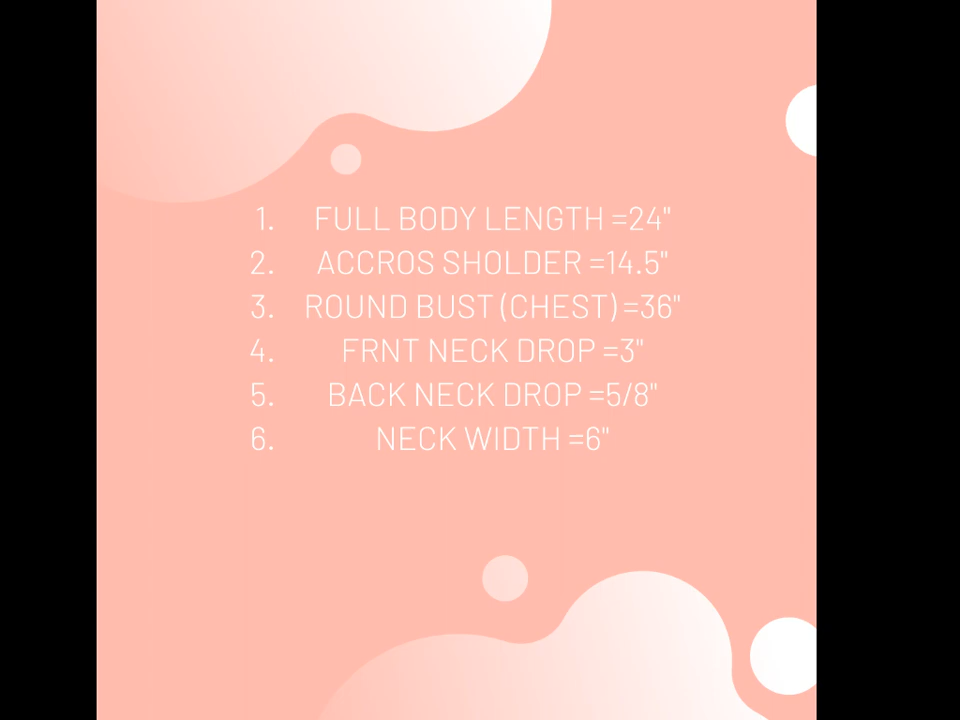 1. FULL BODY LENGTH =24"
2. ACCROS SHOLDER =14.5"
3. ROUND BUST (CHEST) =36"
4. FRNT NECK DROP =3"
5. BACK NECK DROP =5/8"
6. NECK WIDTH =6"